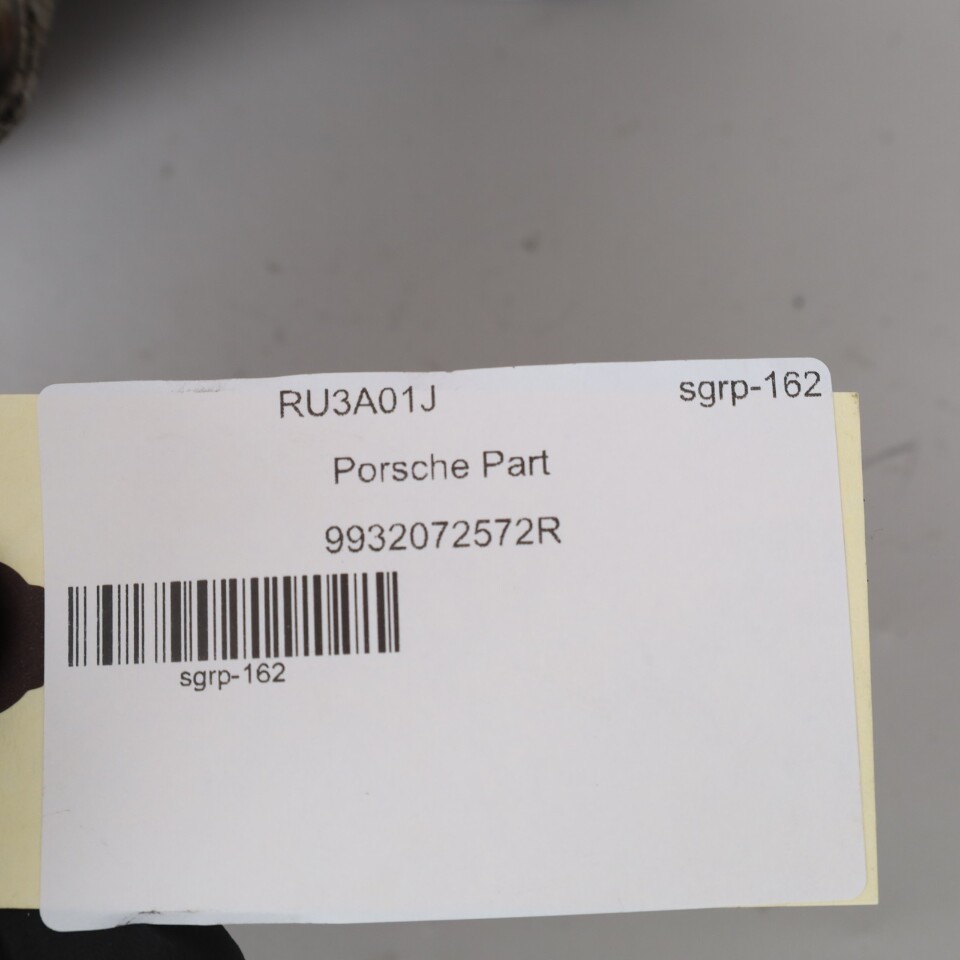 RU3A01J sgrp-162
Porsche Part
9932072572R
sgrp-162